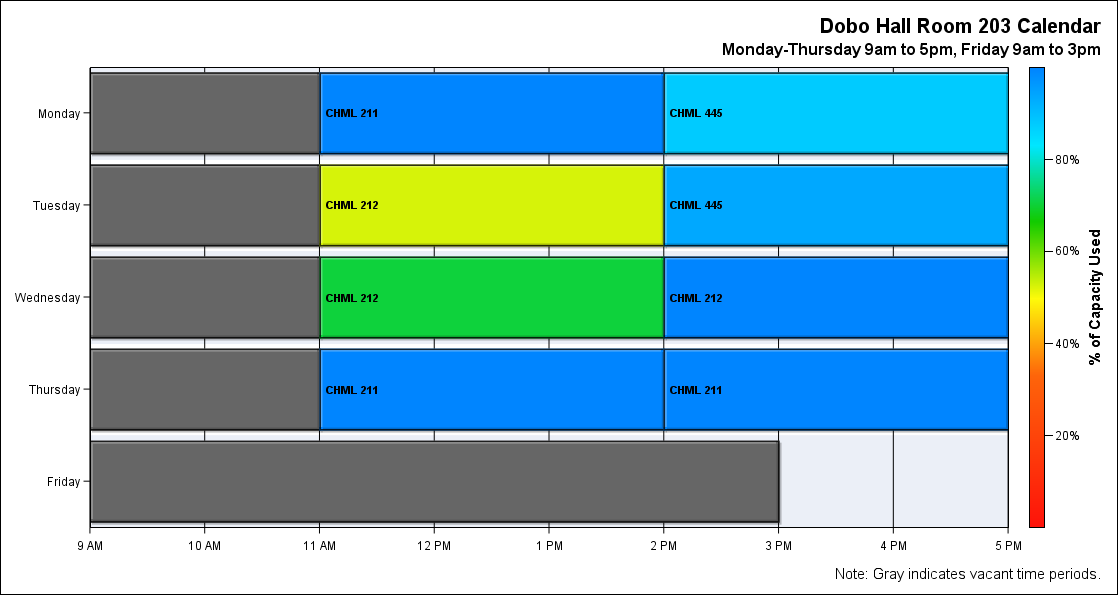 Dobo Hall Room 203 Calendar
Monday-Thursday 9am to 5pm, Friday 9am to 3pm
Monday
CHML 211
CHML 445
Tuesday
CHML 212
CHML 445
Wednesday
CHML 212
CHML 212
Thursday
CHML 211
CHML 211
Friday
9 AM
10 AM
11 AM
12 PM
1 PM
2 PM
3 PM
4 PM
5 PM
80%
60%
40%
20%
% of Capacity Used
Note: Gray indicates vacant time periods.